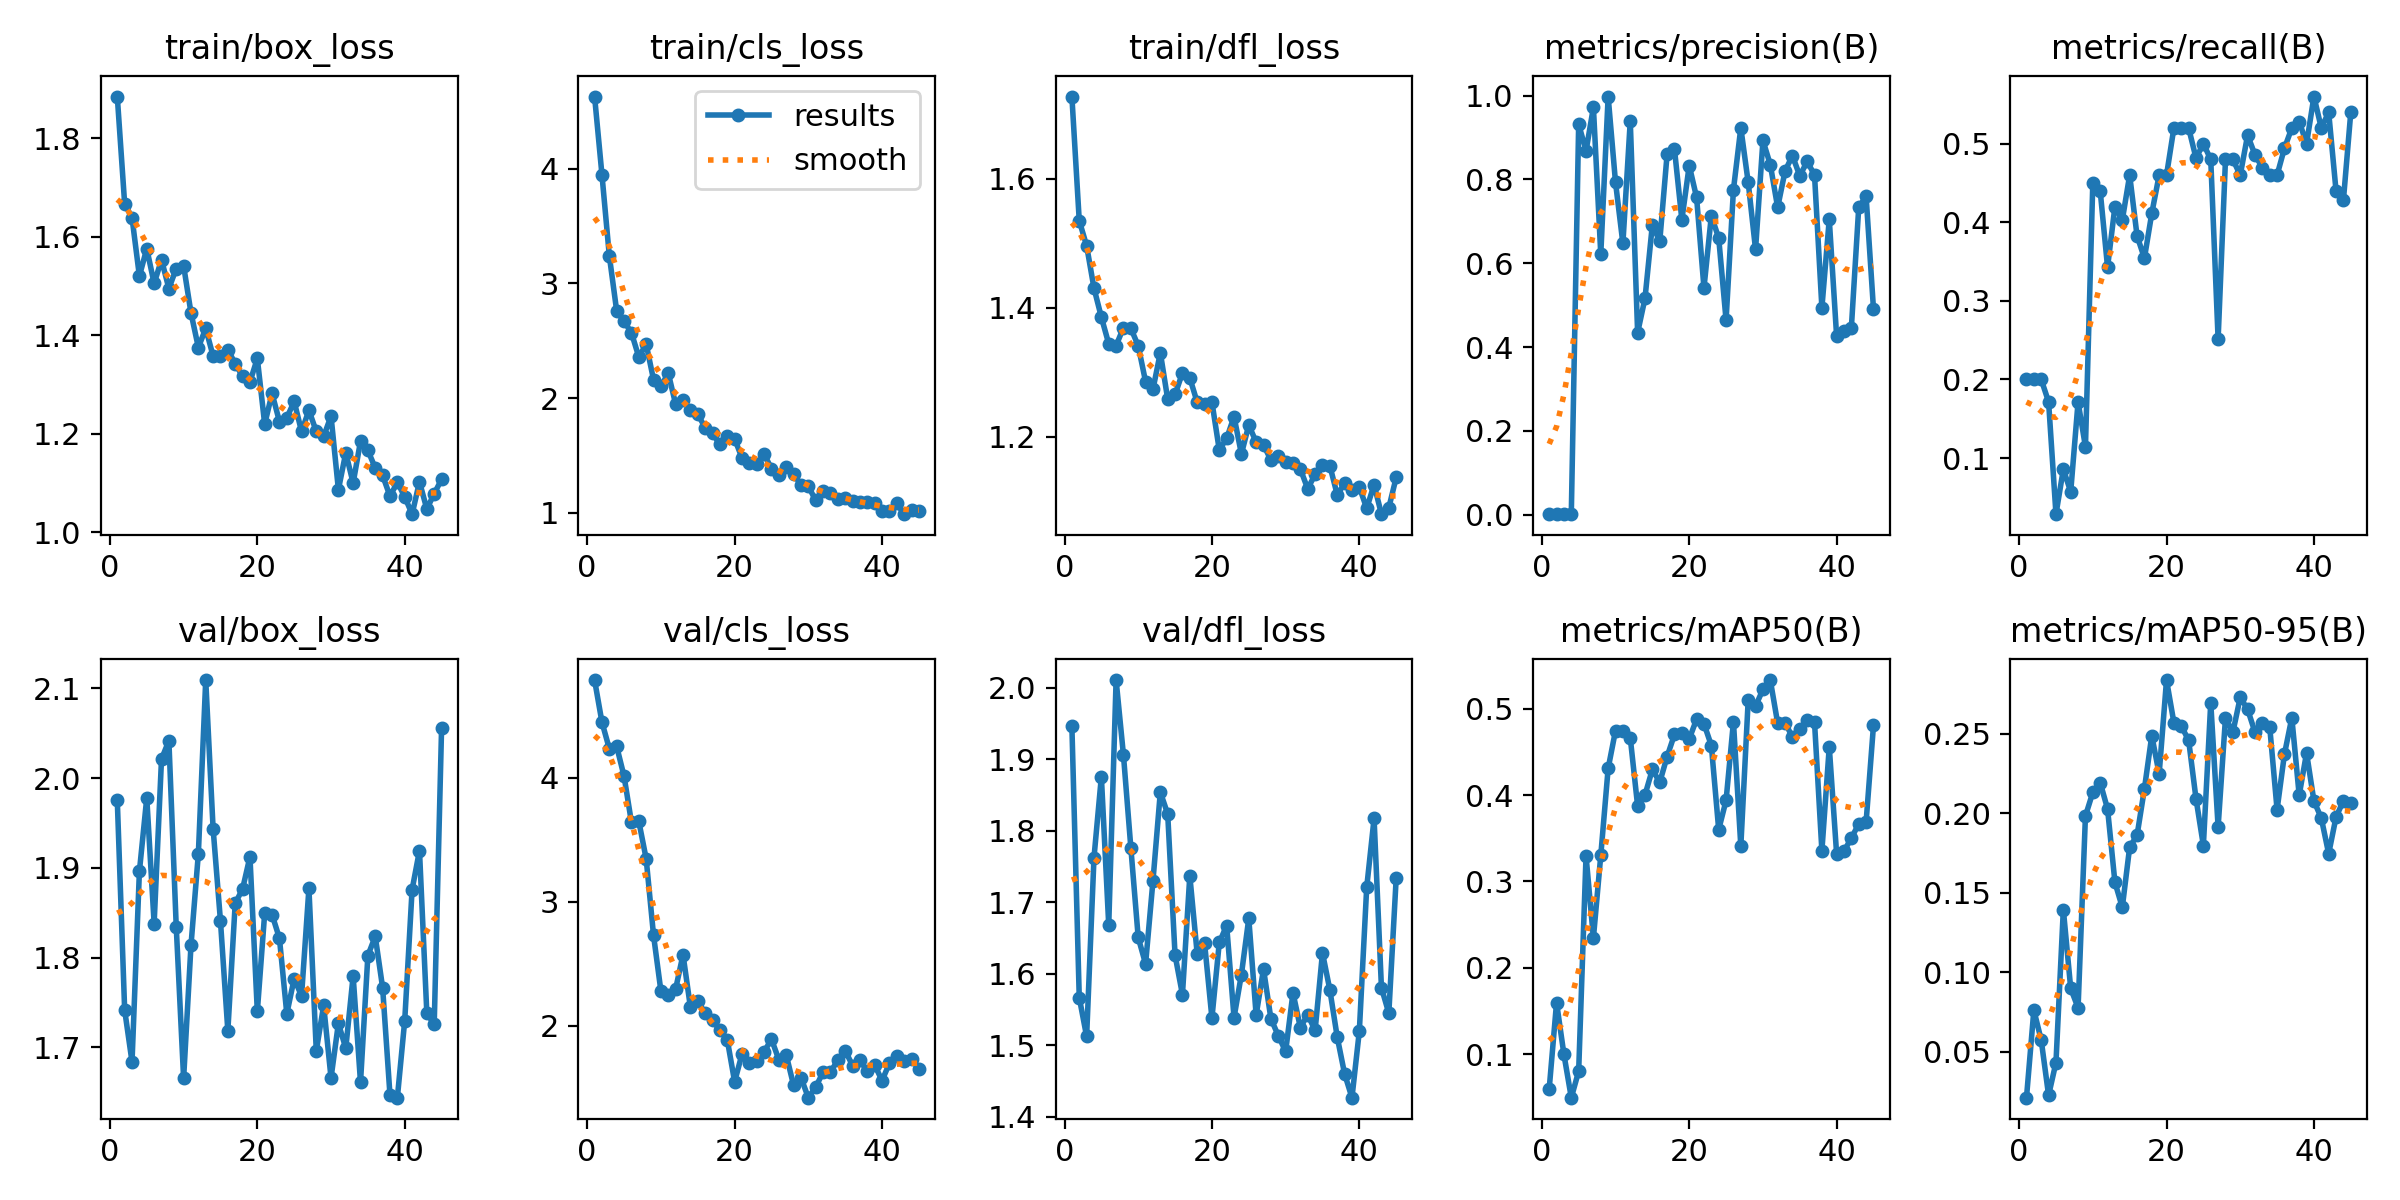 train/box_loss
train/cls_loss
train/dfl_loss
metrics/precision(B)
metrics/recall(B)
1.8
1.6
1.4
1.2
1.0
0 20 40
results
smooth
4
3
2
1
0 20 40
1.6
1.4
1.2
0 20 40
1.0
0.8
0.6
0.4
0.2
0.0
0 20 40
0.5
0.4
0.3
0.2
0.1
0 20 40
val/box_loss
val/cls_loss
val/dfl_loss
metrics/mAP50(B)
metrics/mAP50-95(B)
2.1
2.0
1.9
1.8
1.7
0 20 40
4
3
2
0 20 40
2.0
1.9
1.8
1.7
1.6
1.5
1.4
0 20 40
0.5
0.4
0.3
0.2
0.1
0 20 40
0.25
0.20
0.15
0.10
0.05
0 20 40